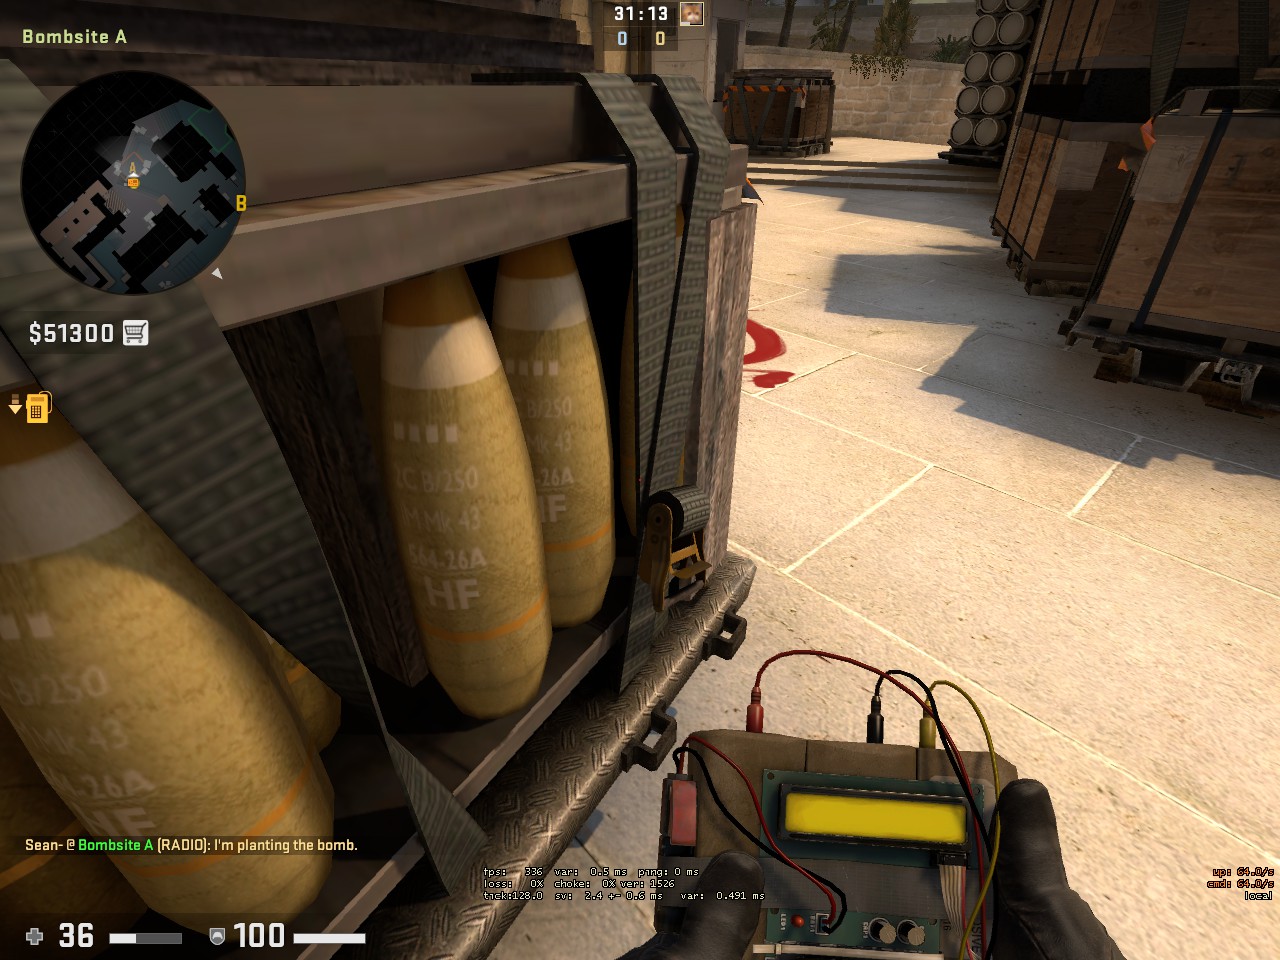 31:13
0 0
Bombsite A
B
$51300
2C B/250
M Mk 43
564-26A
HF
B/250
Mk 43
-26A
HF
B/250
Mk 43
-26A
HF
Sean- @ Bombsite A (RADIO): I'm planting the bomb.
fps: 336 var: 0.5 ms ping: 0 ms
loss: 0% choke: 0% ver: 1526
tick:128.0 sv: 2.4 +- 0.6 ms var: 0.491 ms
up: 64.0/s
cmd: 64.0/s
local
36
100